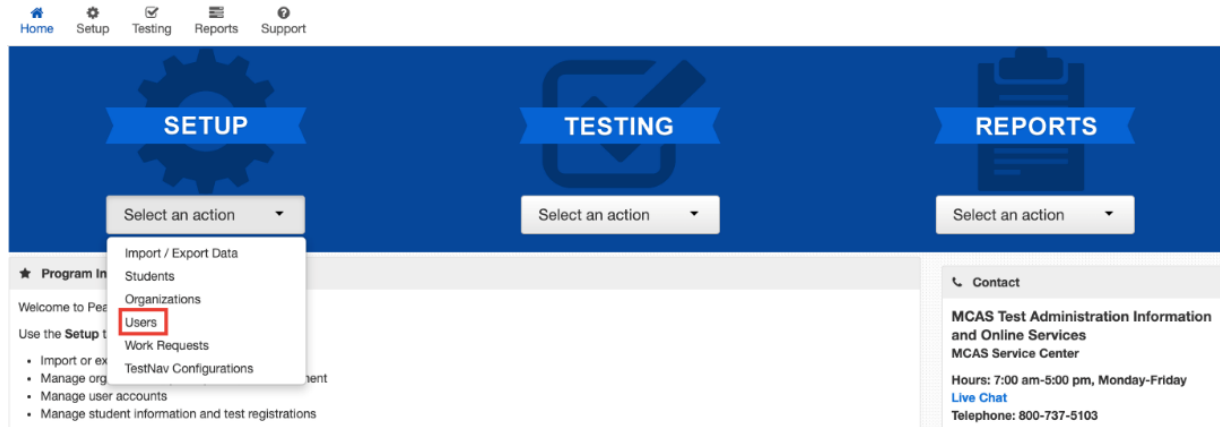 Home Setup Testing Reports Support
SETUP
TESTING
REPORTS
Select an action
Select an action
Select an action
Import / Export Data
Students
Organizations
Users
Work Requests
TestNav Configurations
Program In
Welcome to Pea
Use the Setup t
Import or ex
Manage org
Manage user accounts
Manage student information and test registrations
Contact
MCAS Test Administration Information
and Online Services
MCAS Service Center
Hours: 7:00 am-5:00 pm, Monday-Friday
Live Chat
Telephone: 800-737-5103